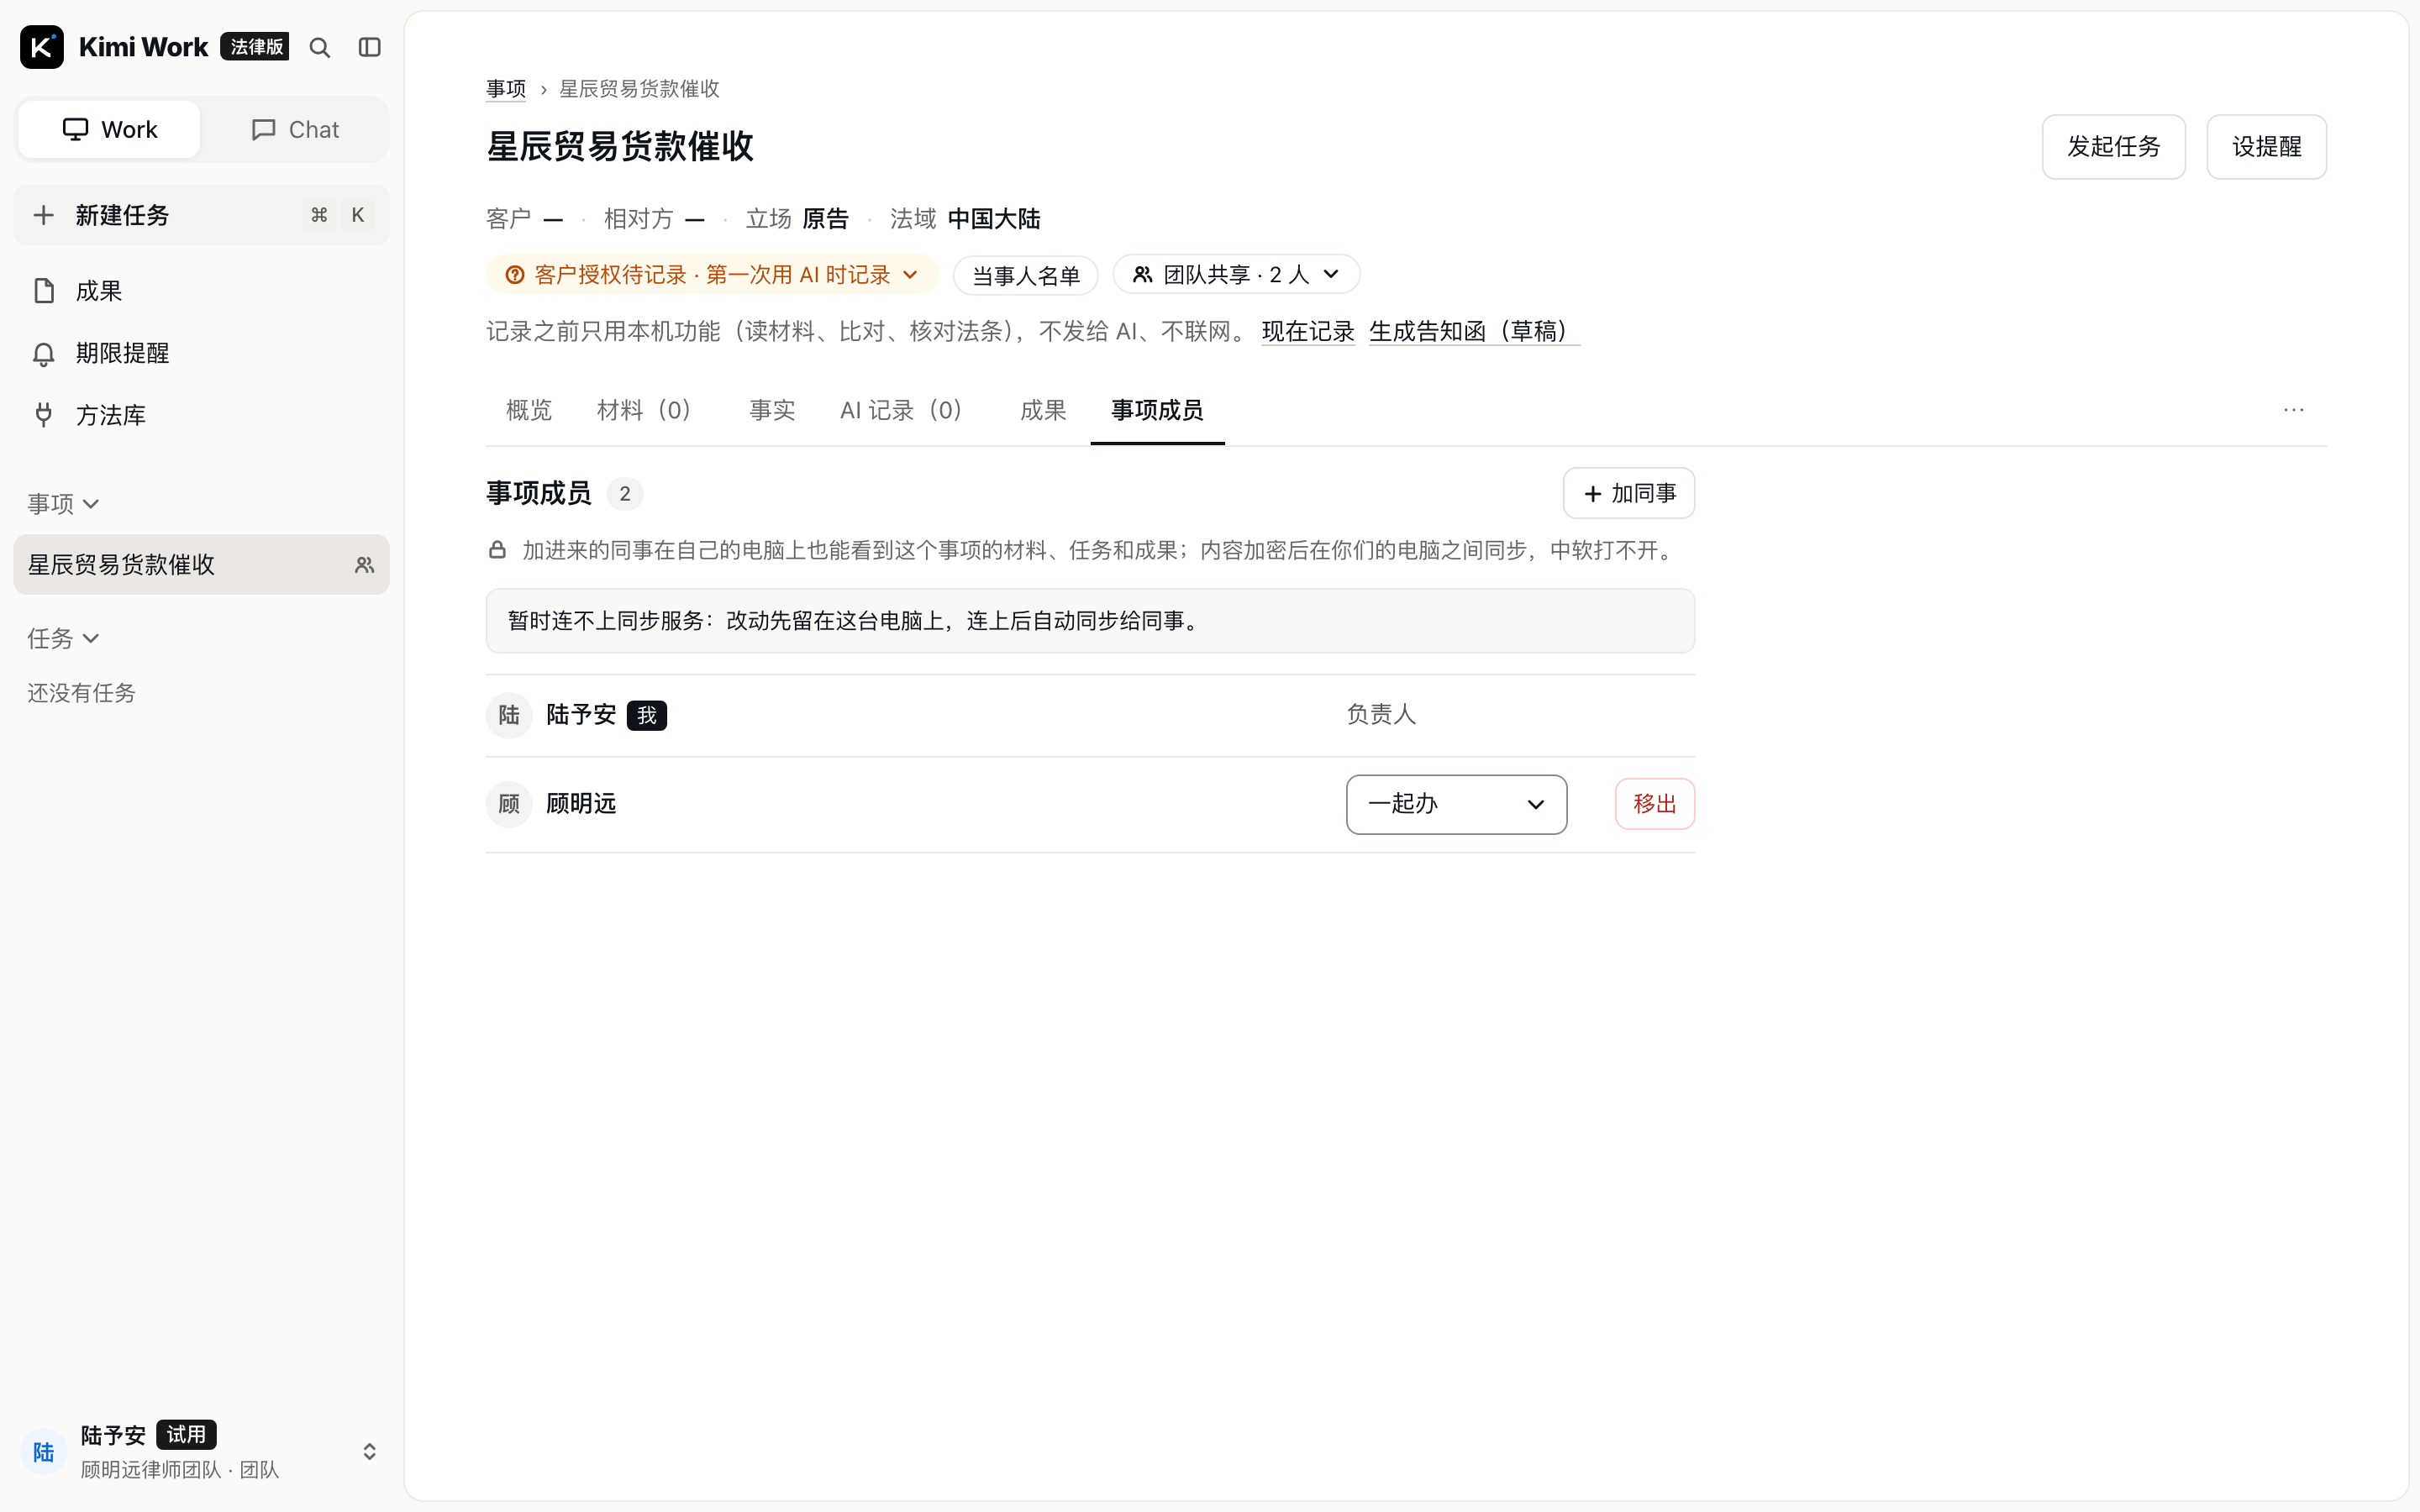 Kimi Work 法律版
Work Chat
新建任务 ⌘ K
成果
期限提醒
方法库
事项
星辰贸易货款催收
任务
还没有任务
陆 陆予安 试用
顾明远律师团队 · 团队
事项 › 星辰贸易货款催收
星辰贸易货款催收
发起任务 设提醒
客户 — · 相对方 — · 立场 原告 · 法域 中国大陆
客户授权待记录 · 第一次用 AI 时记录 当事人名单 团队共享 · 2 人
记录之前只用本机功能（读材料、比对、核对法条），不发给 AI、不联网。 现在记录 生成告知函（草稿）
概览 材料（0） 事实 AI 记录（0） 成果 事项成员 ···
事项成员 2 + 加同事
加进来的同事在自己的电脑上也能看到这个事项的材料、任务和成果；内容加密后在你们的电脑之间同步，中软打不开。
暂时连不上同步服务：改动先留在这台电脑上，连上后自动同步给同事。
陆 陆予安 我 负责人
顾 顾明远 一起办 移出